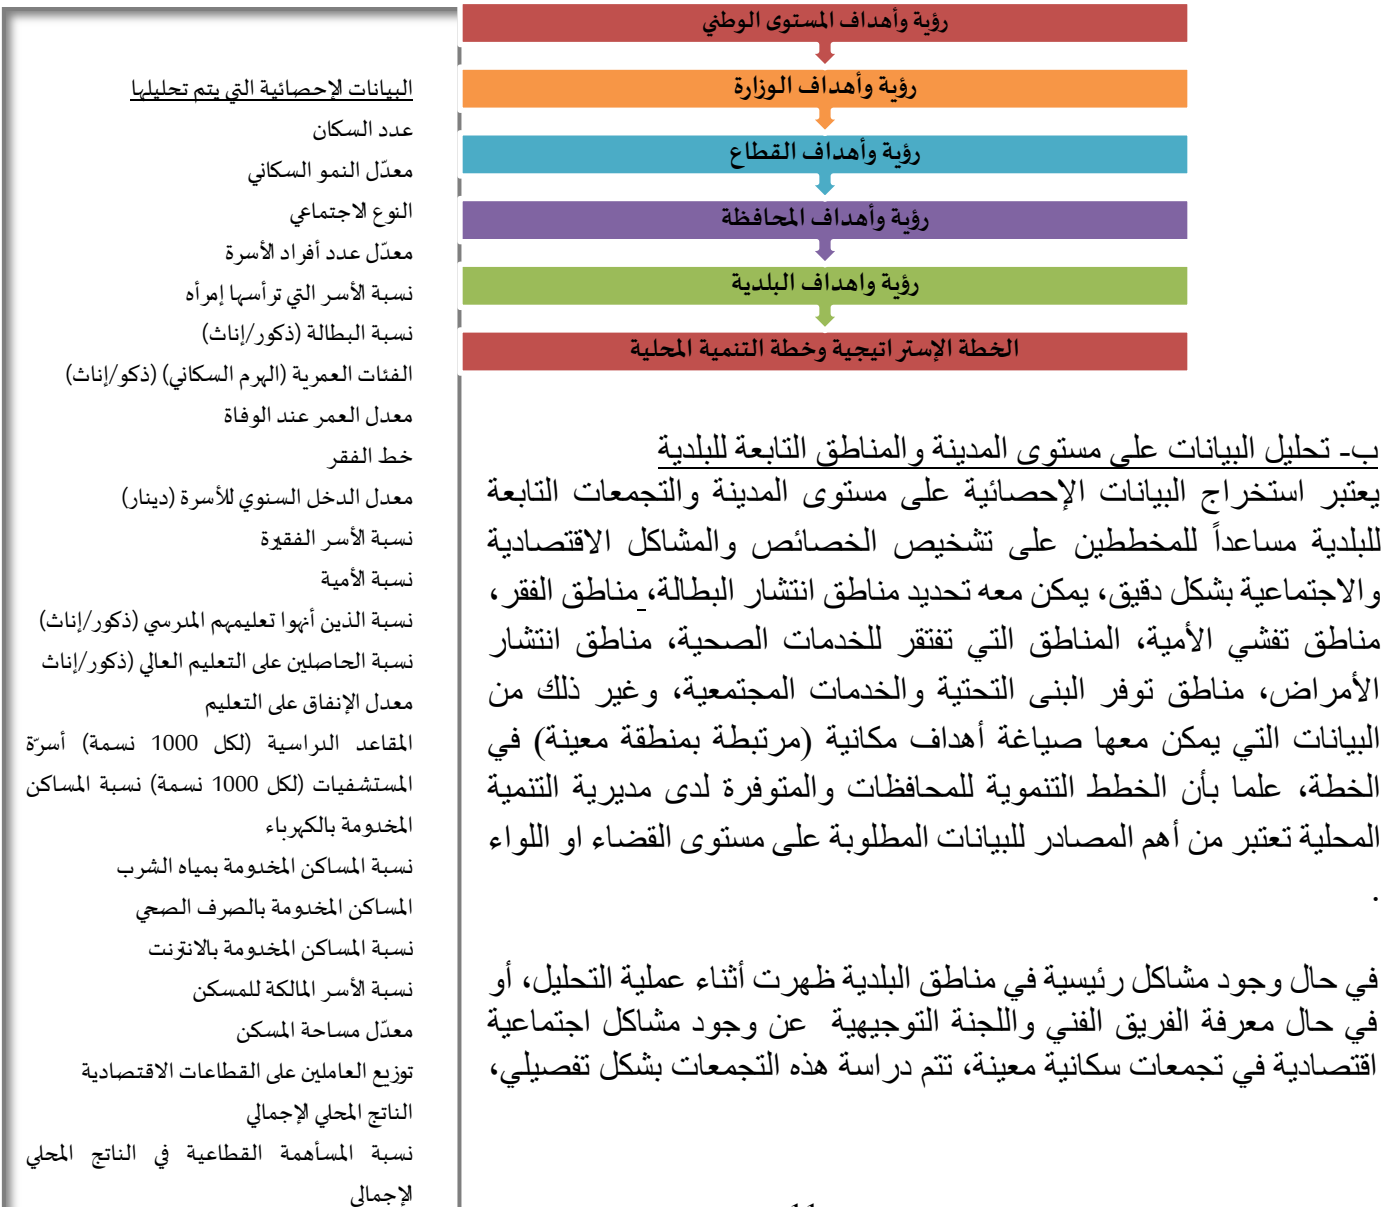 رؤية وأهداف المستوى الوطني
رؤية وأهداف الوزارة
رؤية وأهداف القطاع
رؤية وأهداف المحافظة
رؤية واهداف البلدية
الخطة الإستراتيجية وخطة التنمية المحلية
ب- تحليل البيانات على مستوى المدينة والمناطق التابعة للبلدية
يعتبر استخراج البيانات الإحصائية على مستوى المدينة والتجمعات التابعة
للبلدية مساعداً للمخططين على تشخيص الخصائص والمشاكل الاقتصادية
والاجتماعية بشكل دقيق، يمكن معه تحديد مناطق انتشار البطالة، مناطق الفقر،
مناطق تفشي الأمية، المناطق التي تفتقر للخدمات الصحية، مناطق انتشار
الأمراض، مناطق توفر البنى التحتية والخدمات المجتمعية، وغير ذلك من
البيانات التي يمكن معها صياغة أهداف مكانية (مرتبطة بمنطقة معينة) في
الخطة، علما بأن الخطط التنموية للمحافظات والمتوفرة لدى مديرية التنمية
المحلية تعتبر من أهم المصادر للبيانات المطلوبة على مستوى القضاء او اللواء
.
في حال وجود مشاكل رئيسية في مناطق البلدية ظهرت أثناء عملية التحليل، أو
في حال معرفة الفريق الفني واللجنة التوجيهية عن وجود مشاكل اجتماعية
اقتصادية في تجمعات سكانية معينة، تتم دراسة هذه التجمعات بشكل تفصيلي،
البيانات الإحصائية التي يتم تحليلها
عدد السكان
معدّل النمو السكاني
النوع الاجتماعي
معدّل عدد أفراد الأسرة
نسبة الأسر التي ترأسها إمرأه
نسبة البطالة (ذكور/إناث)
الفئات العمرية (الهرم السكاني) (ذكو/إناث)
معدل العمر عند الوفاة
خط الفقر
معدل الدخل السنوي للأسرة (دينار)
نسبة الأسر الفقيرة
نسبة الأمية
نسبة الذين أنهوا تعليمهم المدرسي (ذكور/إناث)
نسبة الحاصلين على التعليم العالي (ذكور/إناث
معدل الإنفاق على التعليم
المقاعد الدراسية (لكل 1000 نسمة) أسرّة
المستشفيات (لكل 1000 نسمة) نسبة المساكن
المخدومة بالكهرباء
نسبة المساكن المخدومة بمياه الشرب
المساكن المخدومة بالصرف الصحي
نسبة المساكن المخدومة بالانترنت
نسبة الأسر المالكة للمسكن
معدّل مساحة المسكن
توزيع العاملين على القطاعات الاقتصادية
الناتج المحلي الإجمالي
نسبة المسأهمة القطاعية في الناتج المحلي
الإجمالي